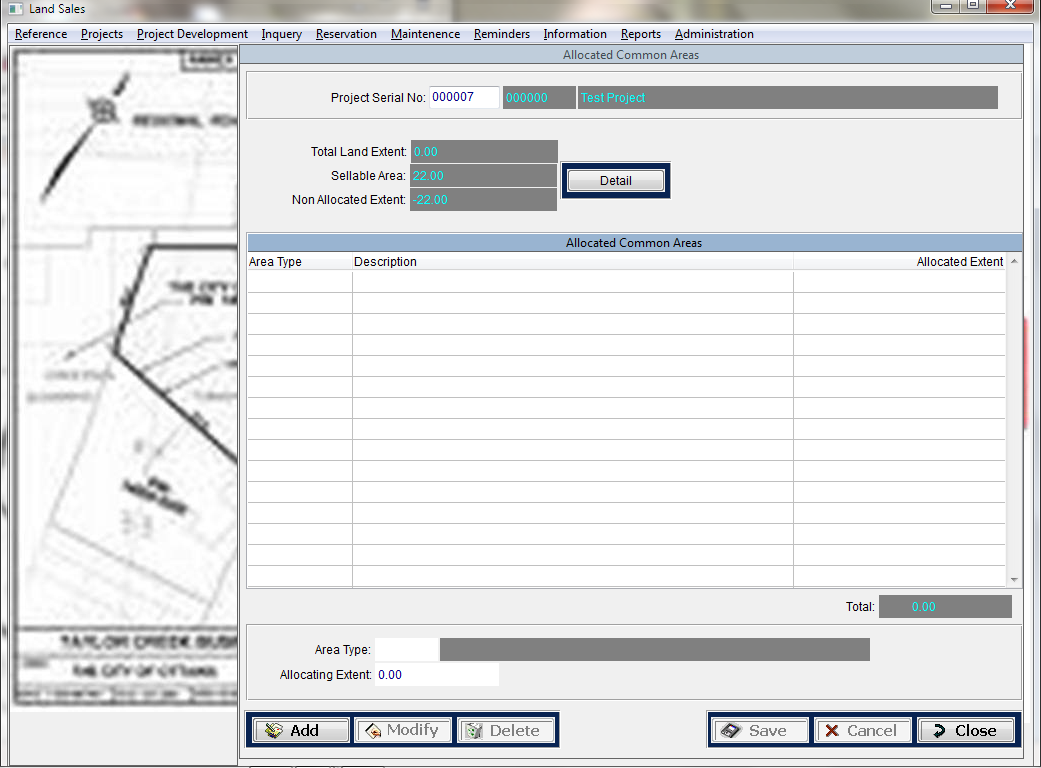 Land Sales
Reference Projects Project Development Inquery Reservation Maintenence Reminders Information Reports Administration
Allocated Common Areas
Project Serial No: 000007 000000 Test Project
Total Land Extent: 0.00
Sellable Area: 22.00
Detail
Non Allocated Extent: -22.00
Allocated Common Areas
Area Type Description Allocated Extent
Total: 0.00
Area Type:
Allocating Extent: 0.00
Add Modify Delete Save Cancel Close
THE CITY OF OTTAWA